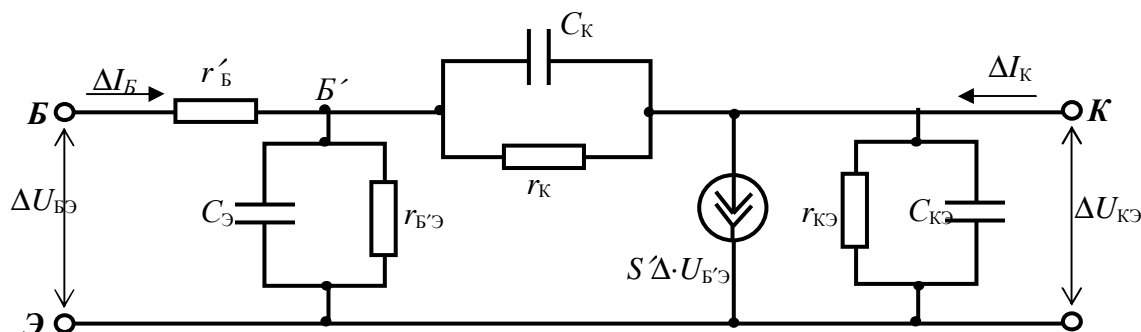 C_К
ΔI_Б
r′_Б
Б′
ΔI_К
Б
К
r_К
ΔU_БЭ
C_Э
r_Б′Э
r_КЭ
C_КЭ
ΔU_КЭ
S′Δ·U_Б′Э
Э